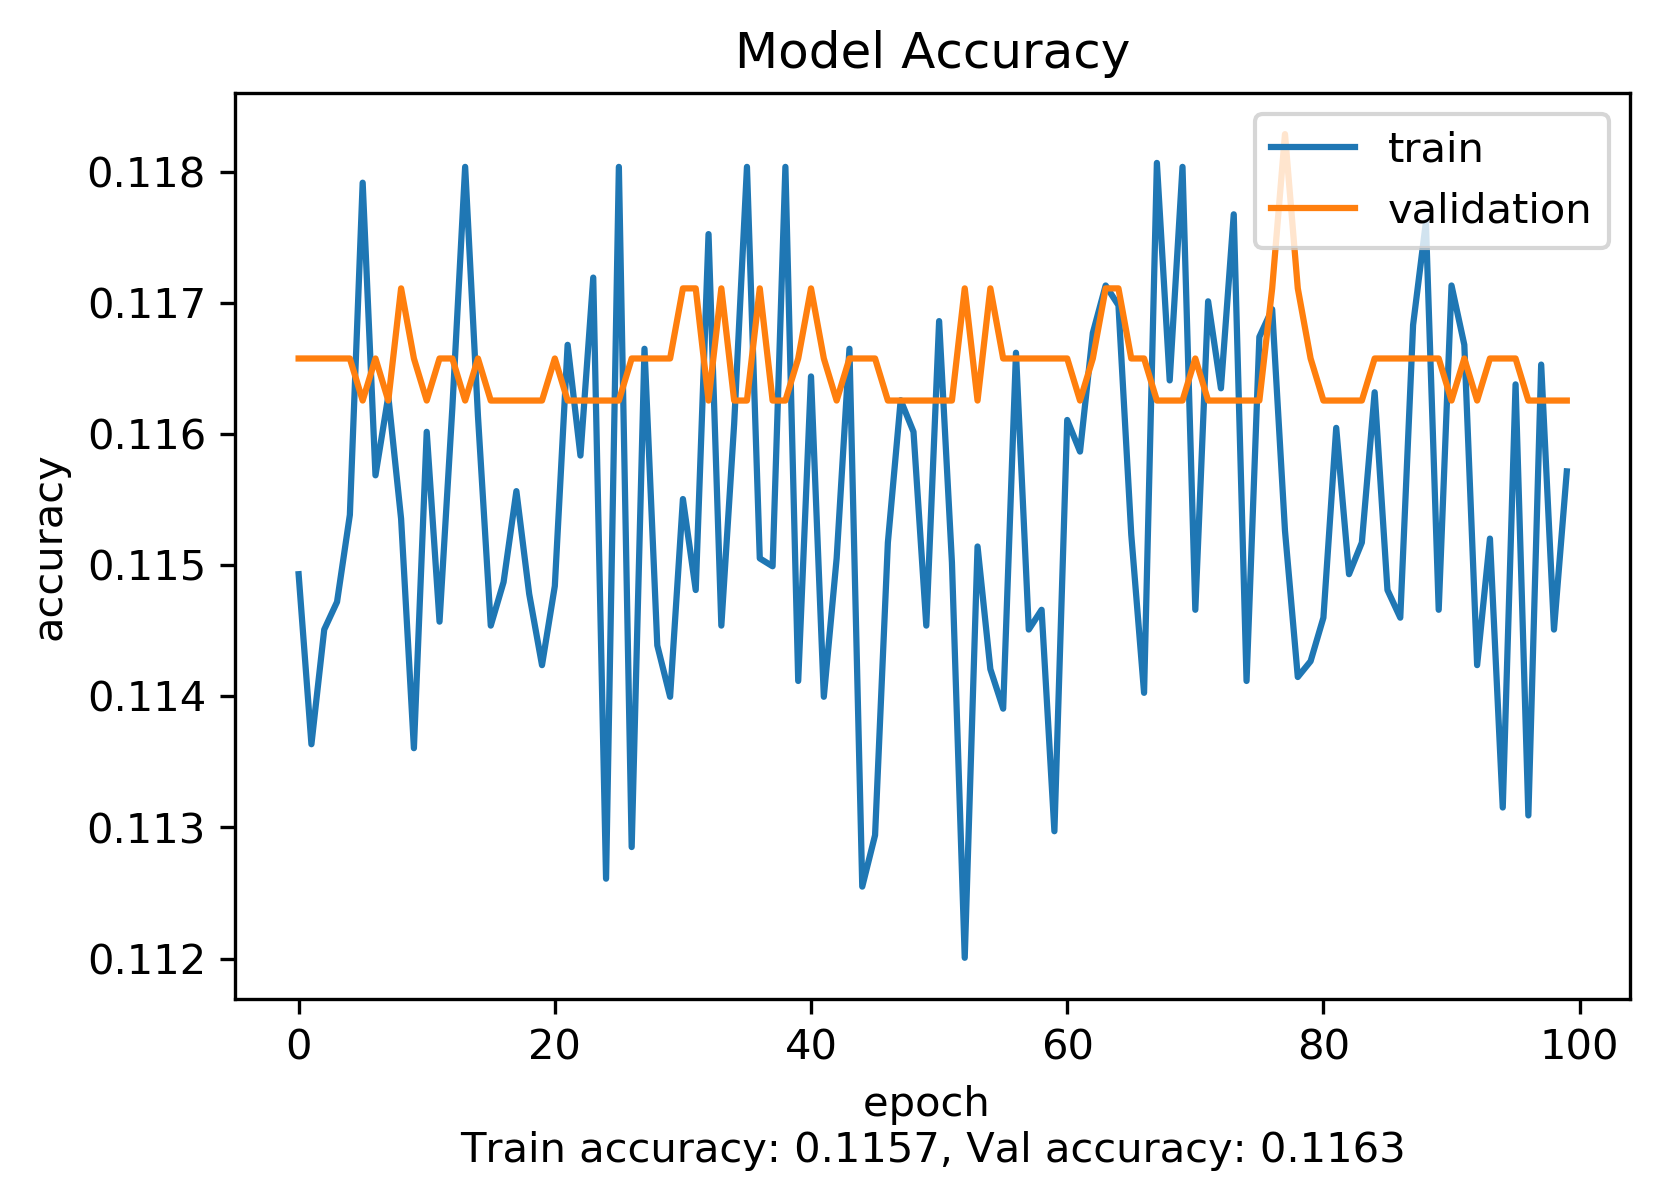 Model Accuracy
train
validation
0.118
0.117
0.116
0.115
0.114
0.113
0.112
accuracy
0 20 40 60 80 100
epoch
Train accuracy: 0.1157, Val accuracy: 0.1163